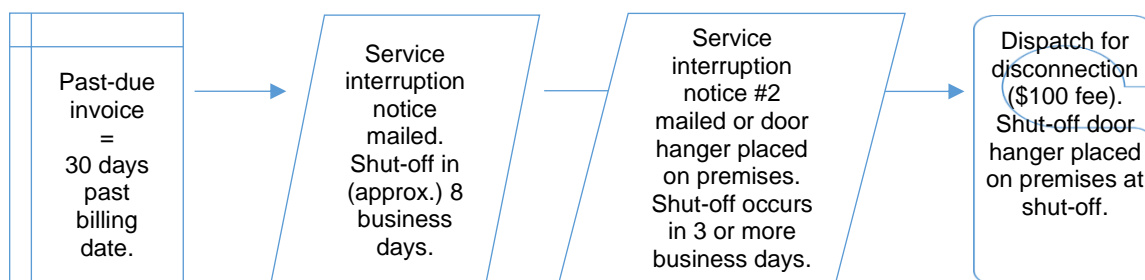 Past-due
invoice
=
30 days
past
billing
date.
Service
interruption
notice
mailed.
Shut-off in
(approx.) 8
business
days.
Service
interruption
notice #2
mailed or door
hanger placed
on premises.
Shut-off occurs
in 3 or more
business days.
Dispatch for
disconnection
($100 fee).
Shut-off door
hanger placed
on premises at
shut-off.